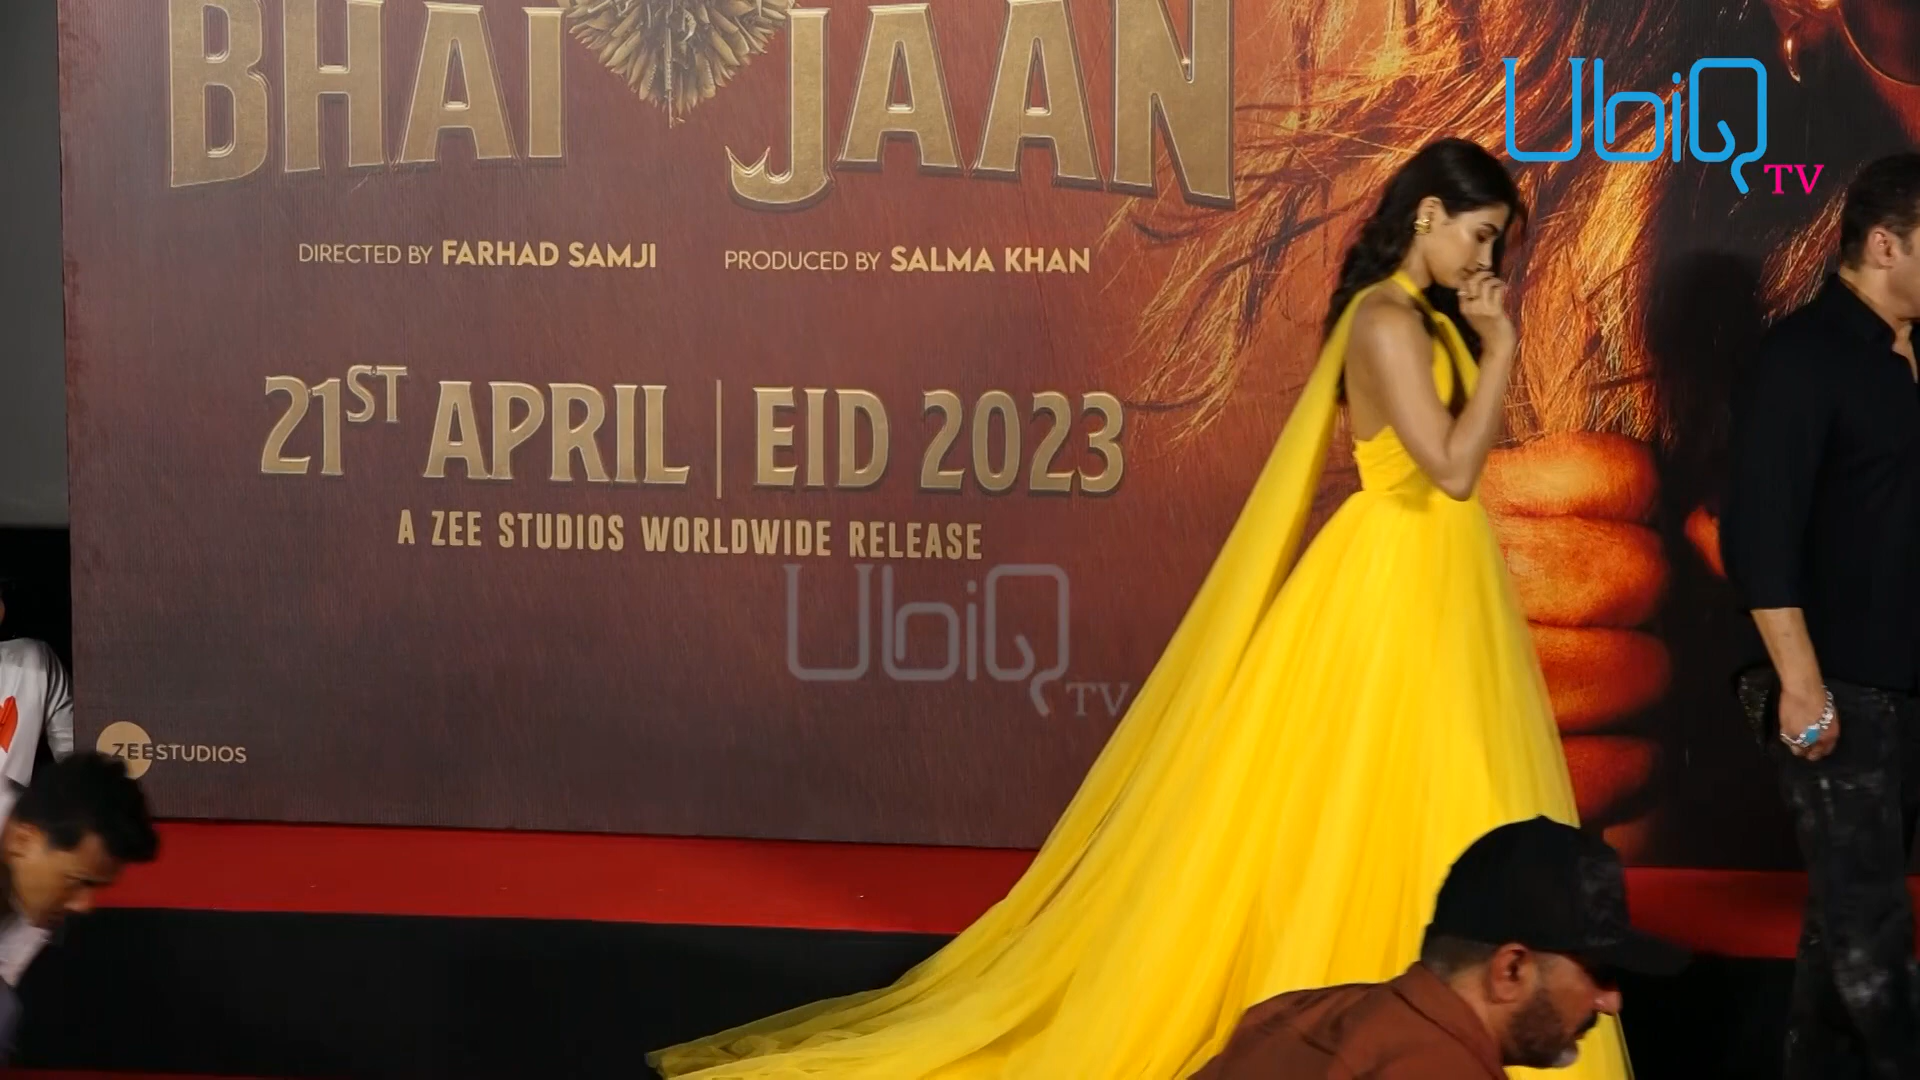 BHAI JAAN
UbiQ TV
DIRECTED BY FARHAD SAMJI PRODUCED BY SALMA KHAN
21ST APRIL | EID 2023
A ZEE STUDIOS WORLDWIDE RELEASE
UbiQ TV
ZEESTUDIOS